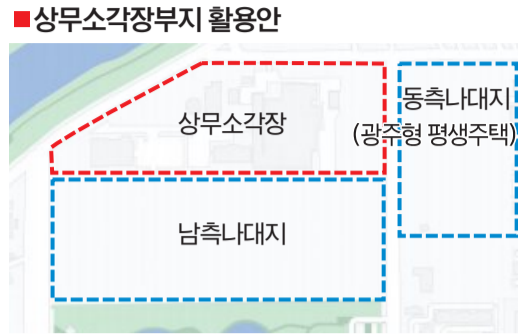 ■상무소각장부지 활용안
상무소각장
동측나대지
(광주형 평생주택)
남측나대지